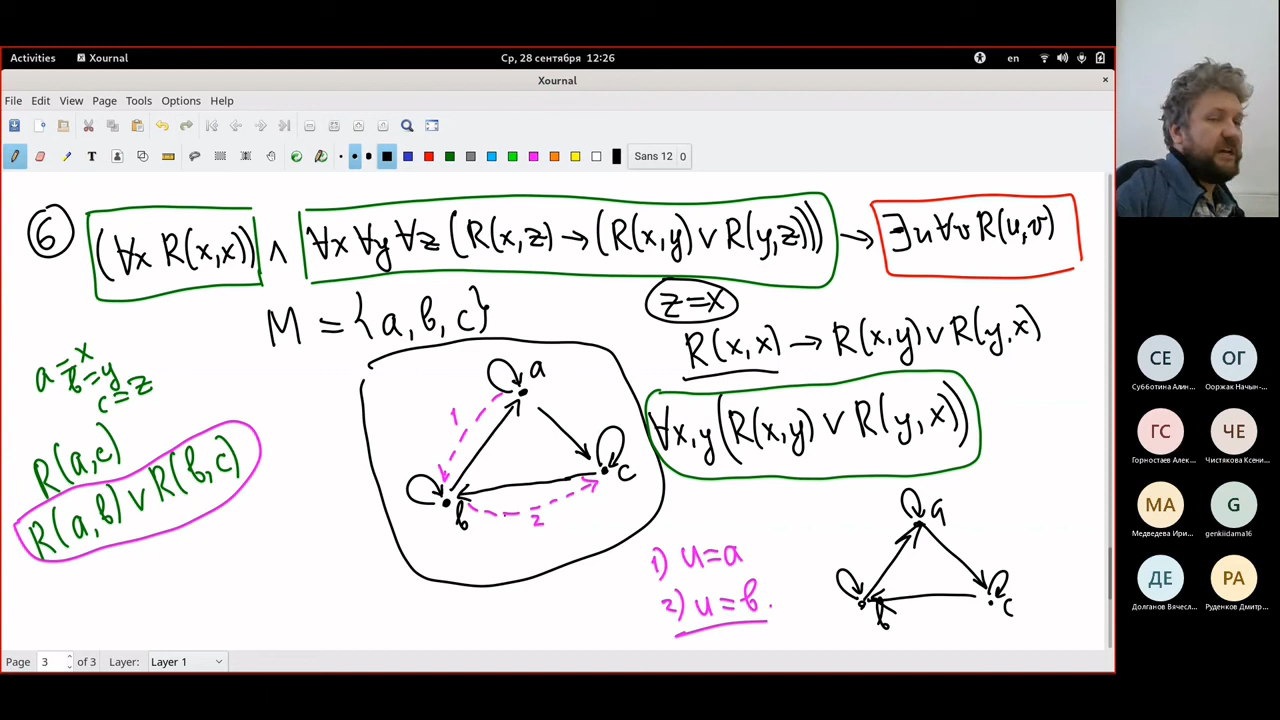 Activities
Xournal
Ср, 28 сентября 12:26
en
Xournal
×
File Edit View Page Tools Options Help
T
Sans 12 0
⑥ (∀x R(x,x)) ∧ ∀x ∀y ∀z (R(x,z) → (R(x,y) ∨ R(y,z))) → ∃u ∀v R(u,v)
M = {a, b, c}
z = x
R(x,x) → R(x,y) ∨ R(y,x)
∀x,y (R(x,y) ∨ R(y,x))
a = x
b = y
c = z
R(a,c)
R(a,b) ∨ R(b,c)
a
1
c
b
2
1) u = a
2) u = b.
a
b
c
Page 3 of 3 Layer: Layer 1
СЕ
Субботина Алин...
ОГ
Ооржак Начын-...
ГС
Горностаев Алек...
ЧЕ
Чистякова Ксени...
МА
Медведева Ири...
G
genkiidama16
ДЕ
Долганов Вячесл...
РА
Руденков Дмитр...